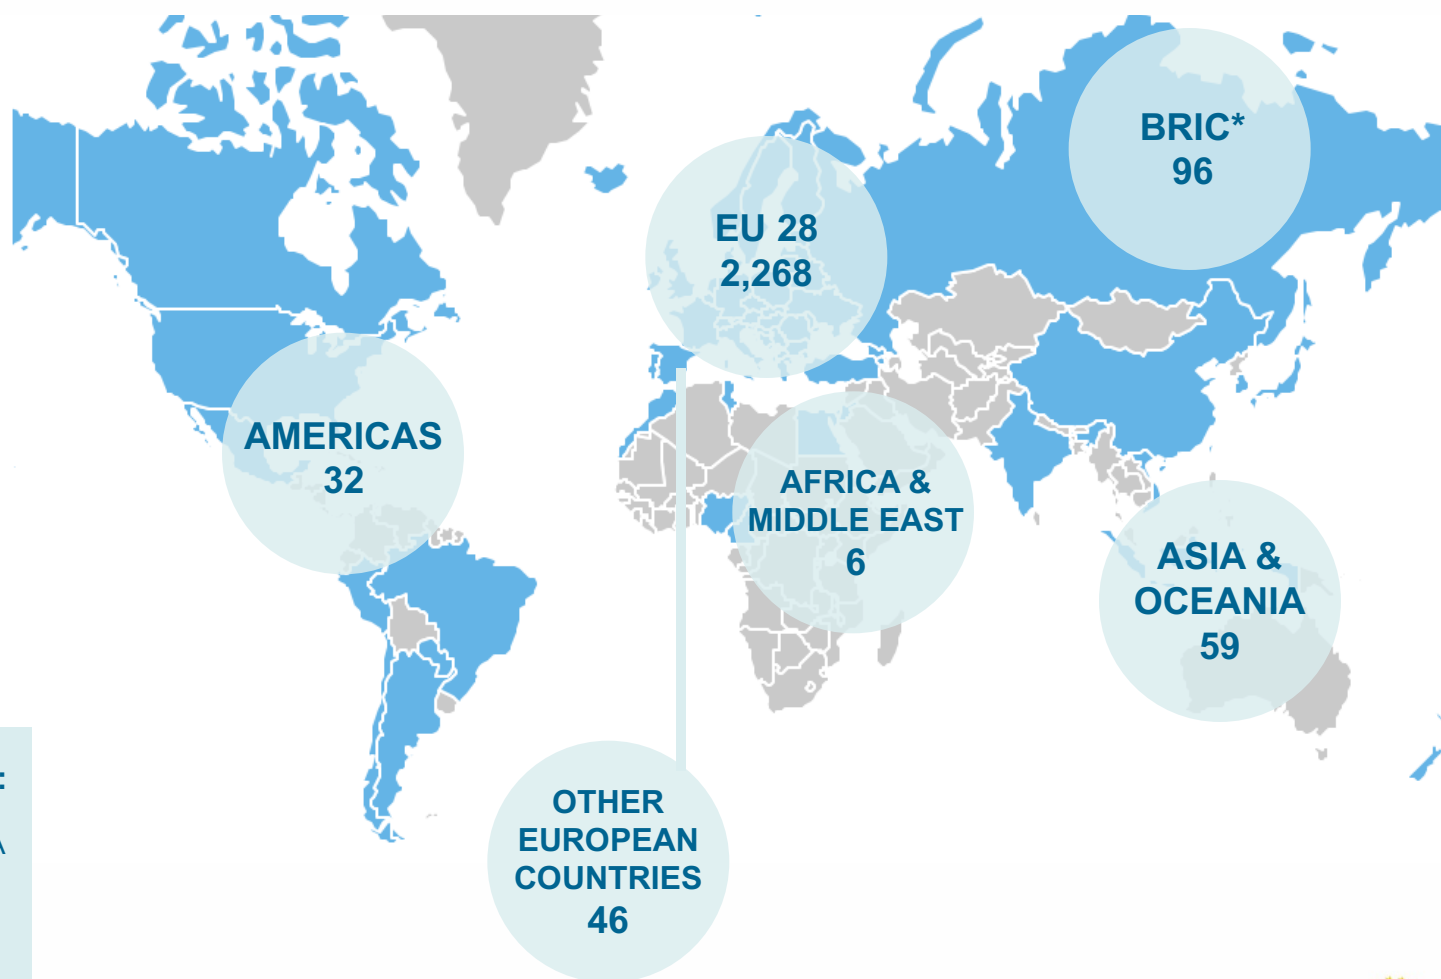 BRIC*
96
EU 28
2,268
AMERICAS
32
AFRICA &
MIDDLE EAST
6
ASIA &
OCEANIA
59
OTHER
EUROPEAN
COUNTRIES
46
:
A